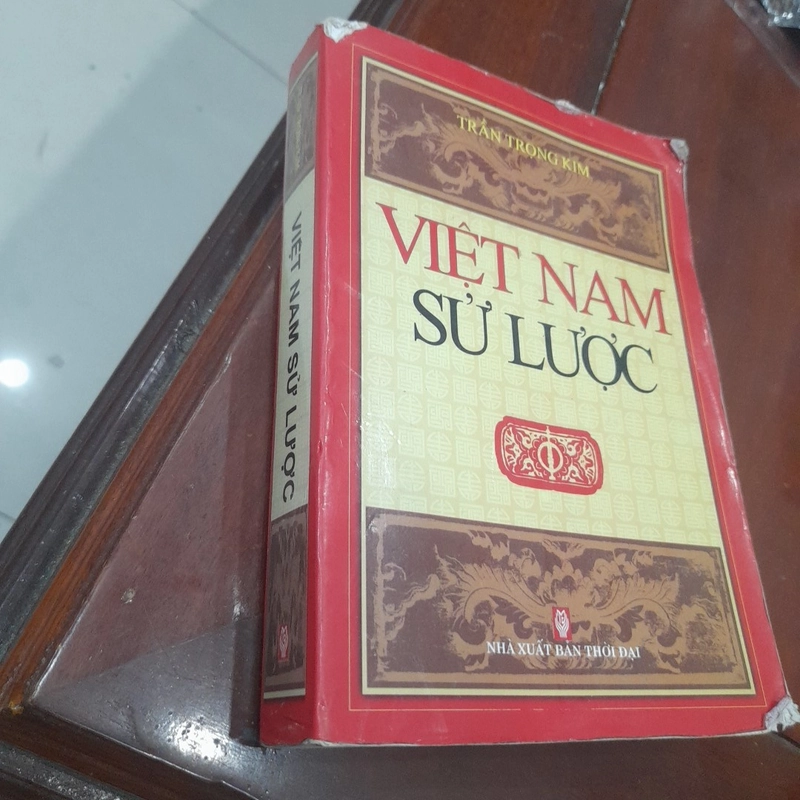 TRẦN TRỌNG KIM
VIỆT NAM
SỬ LƯỢC
NHÀ XUẤT BẢN THỜI ĐẠI
VIỆT NAM SỬ LƯỢC